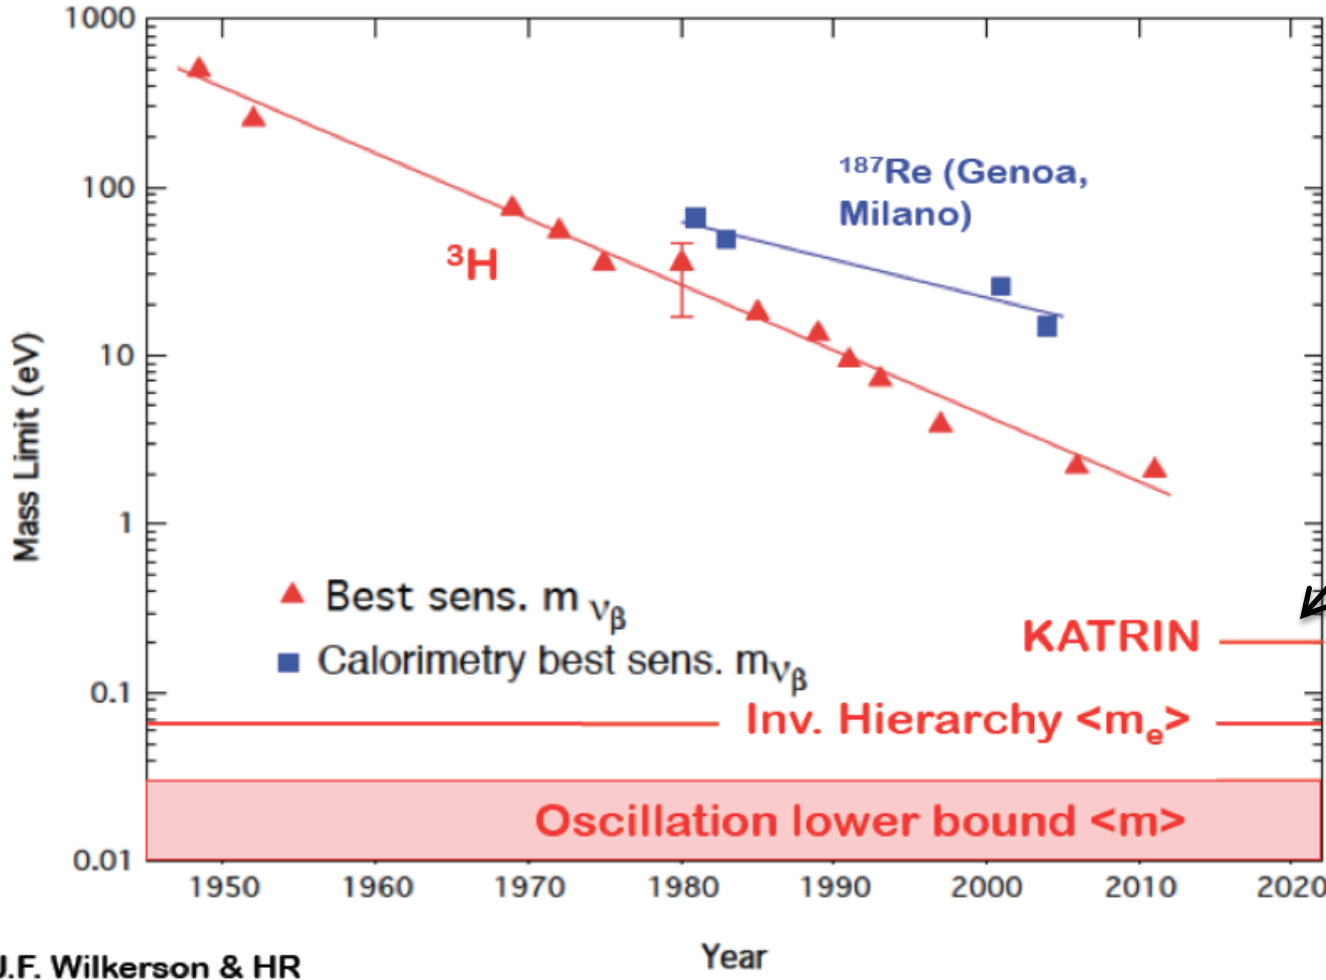 1000
100
10
1
0.1
0.01
Mass Limit (eV)
³H
¹⁸⁷Re (Genoa,
Milano)
Best sens. m νβ
Calorimetry best sens. mνβ
KATRIN
Inv. Hierarchy <mₑ>
Oscillation lower bound <m>
1950 1960 1970 1980 1990 2000 2010 2020
Year
J.F. Wilkerson & HR